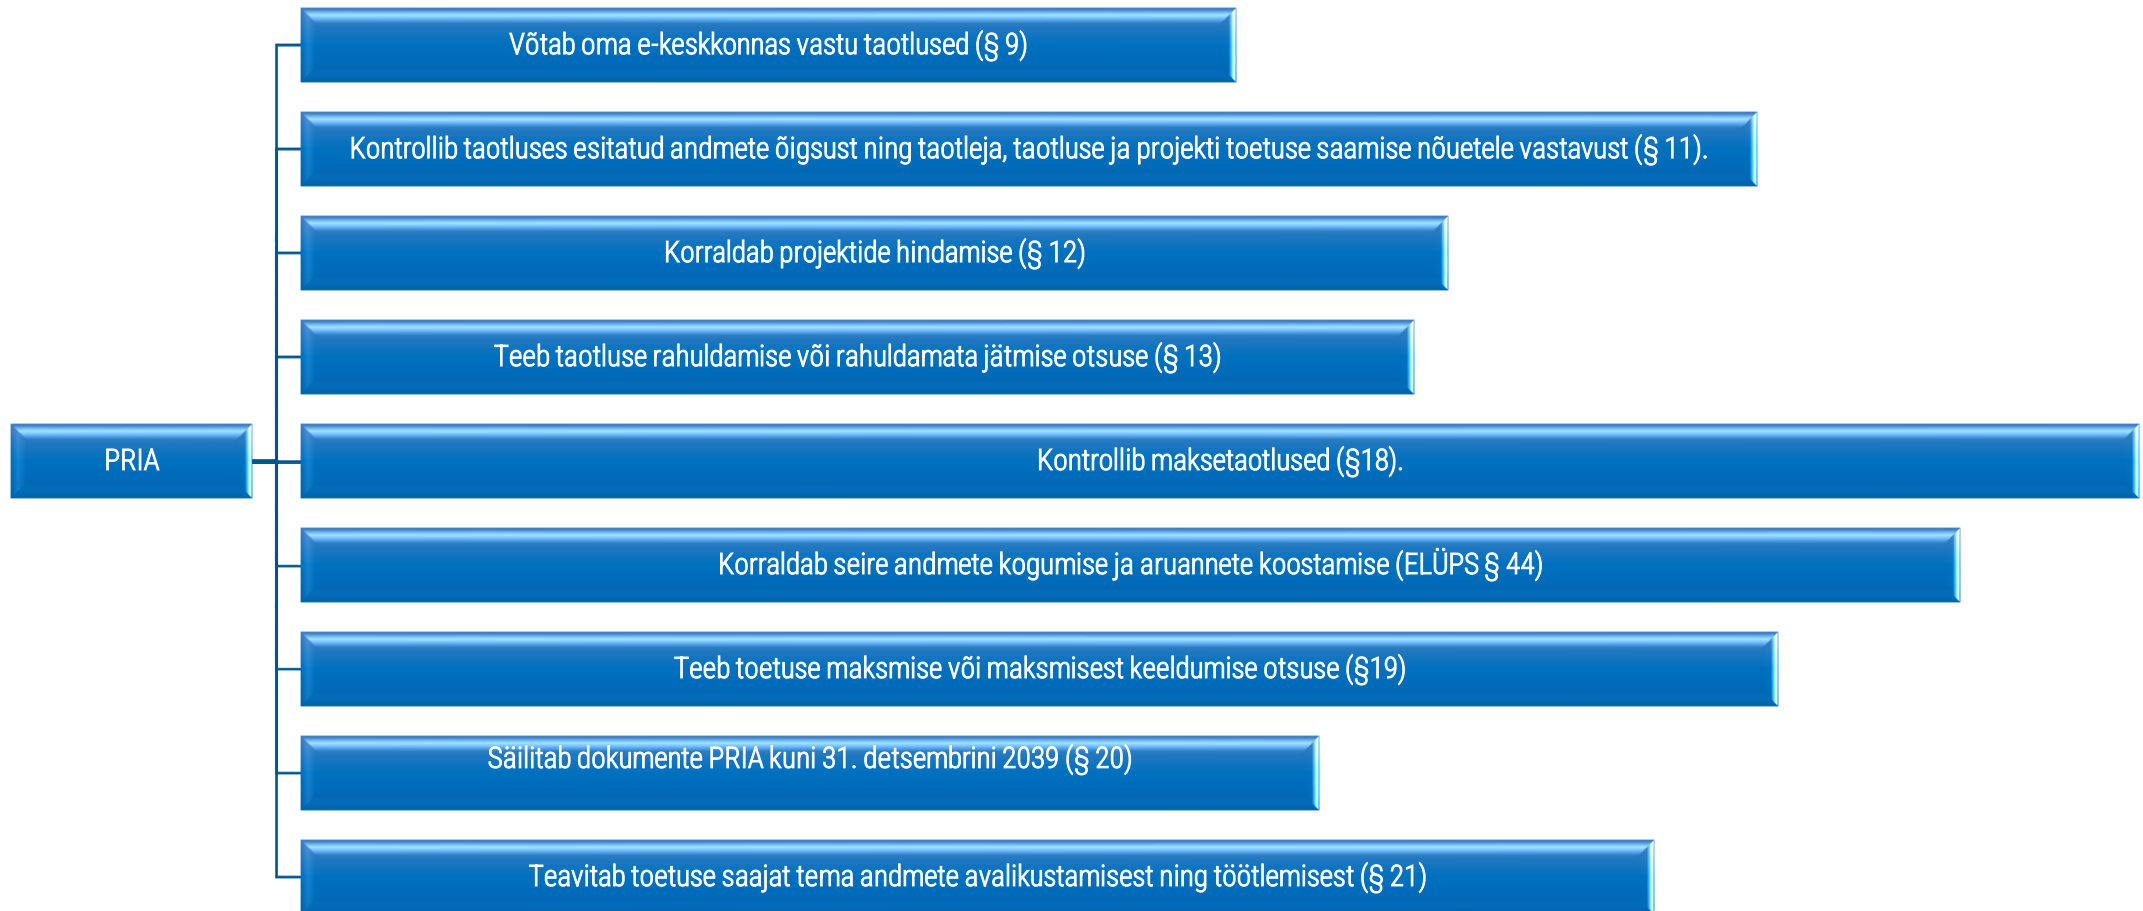 Võtab oma e-keskkonnas vastu taotlused (§ 9)
Kontrollib taotluses esitatud andmete õigsust ning taotleja, taotluse ja projekti toetuse saamise nõuetele vastavust (§ 11).
Korraldab projektide hindamise (§ 12)
Teeb taotluse rahuldamise või rahuldamata jätmise otsuse (§ 13)
PRIA
Kontrollib maksetaotlused (§18).
Korraldab seire andmete kogumise ja aruannete koostamise (ELÜPS § 44)
Teeb toetuse maksmise või maksmisest keeldumise otsuse (§19)
Säilitab dokumente PRIA kuni 31. detsembrini 2039 (§ 20)
Teavitab toetuse saajat tema andmete avalikustamisest ning töötlemisest (§ 21)